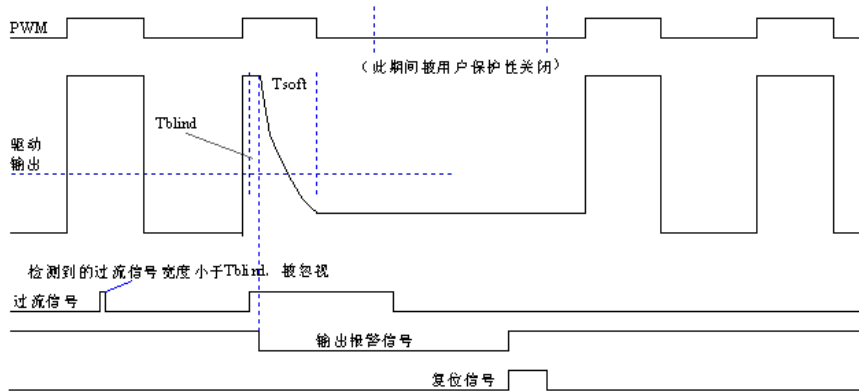 PWM
（此期间被用户保护性关闭）
Tsoft
Tblind
驱动
输出
检测到的过流信号宽度小于Tblind. 被忽视
过流信号
输出报警信号
复位信号